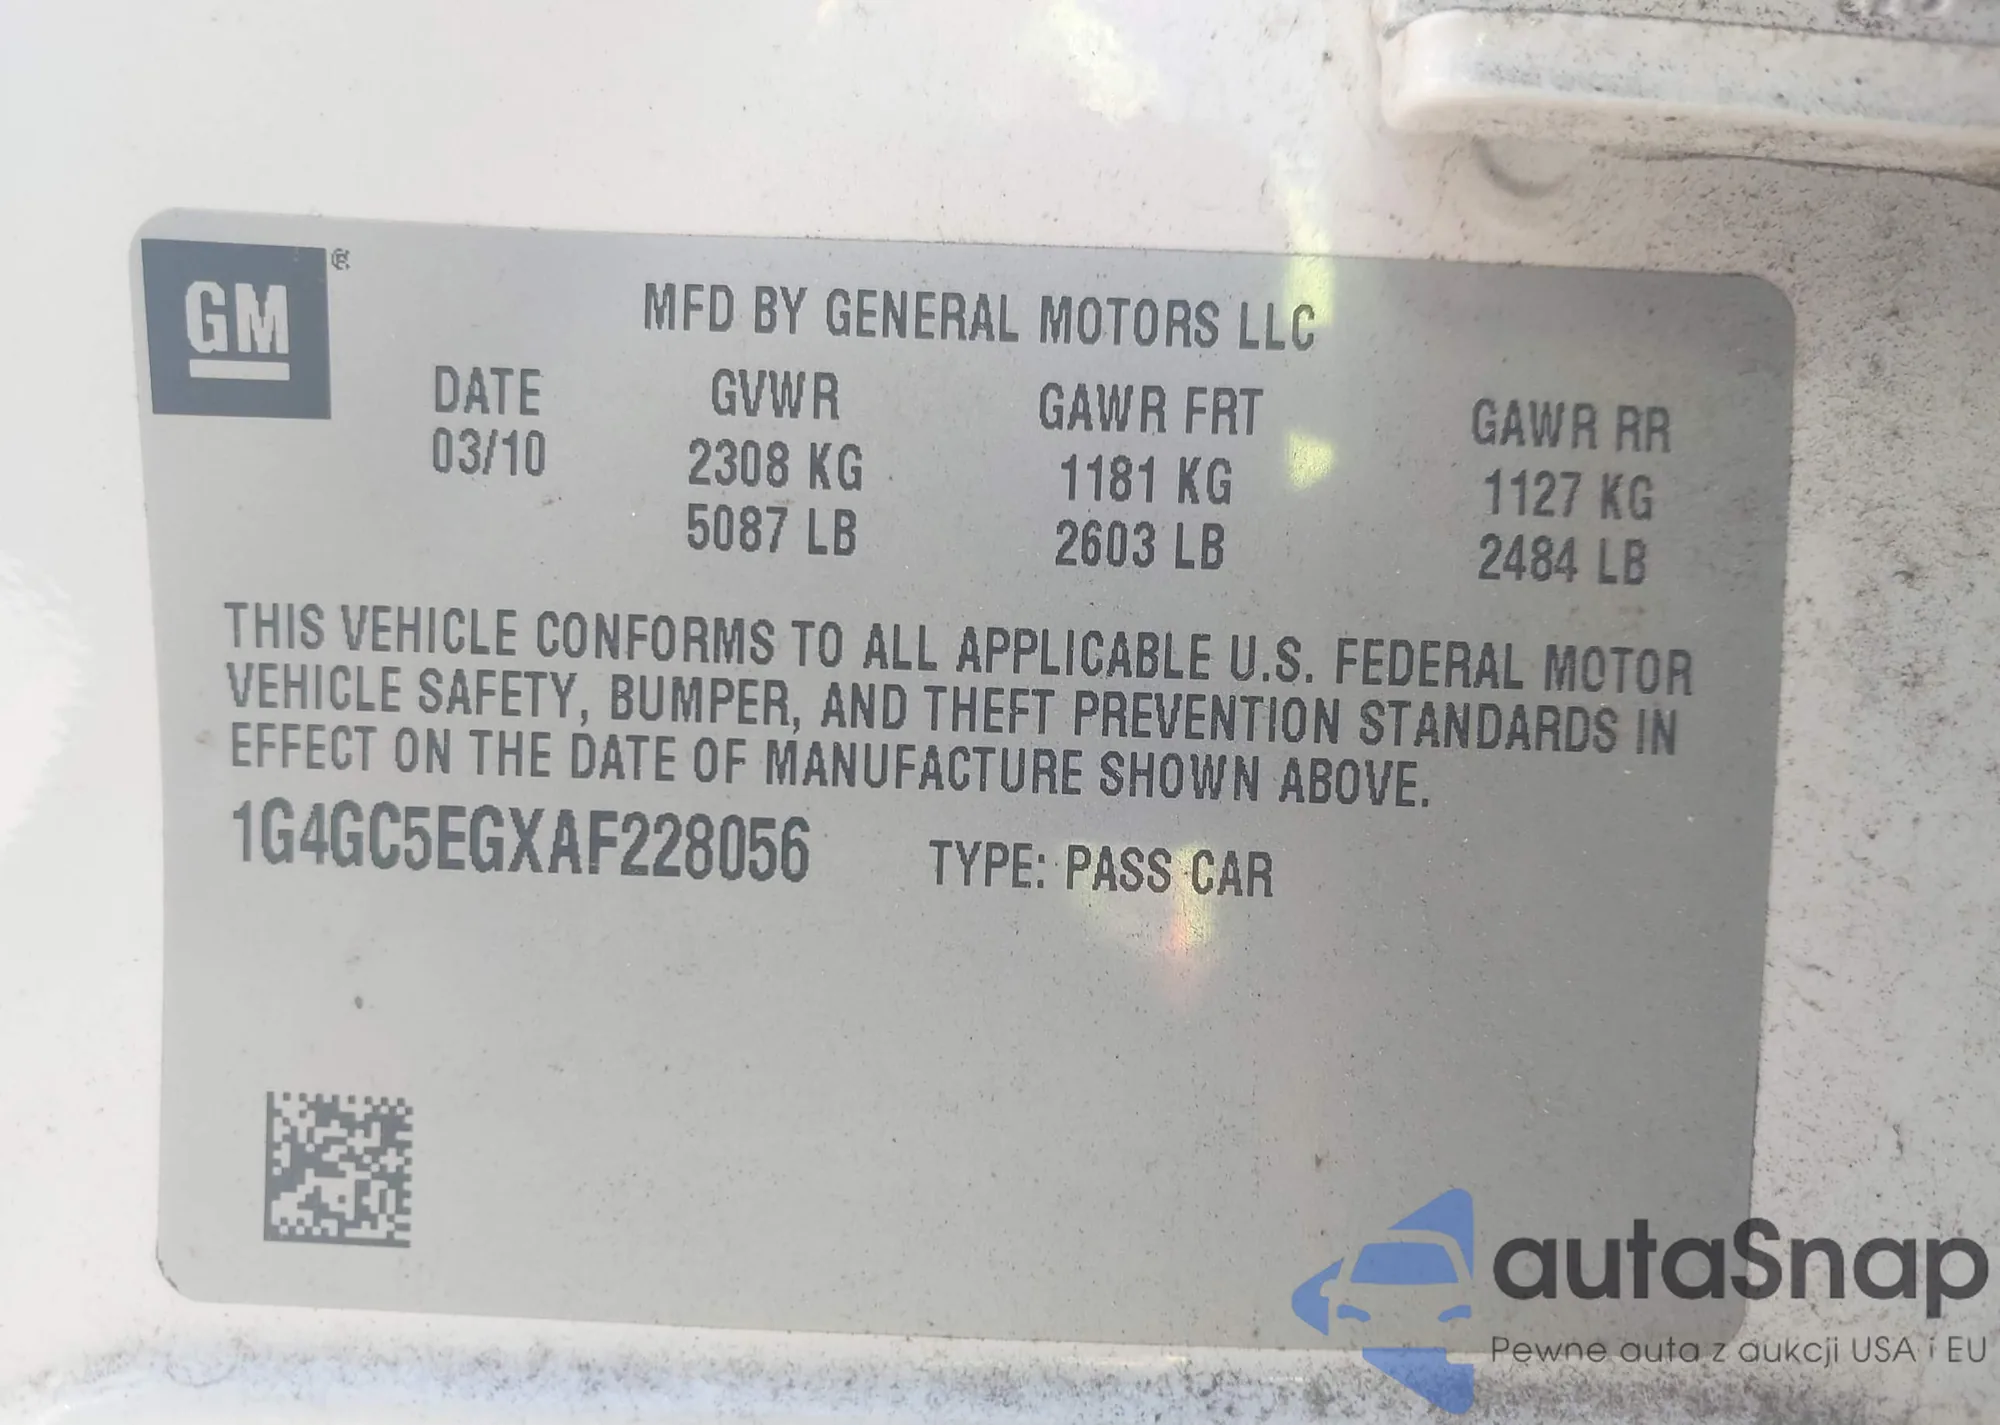 GM
MFD BY GENERAL MOTORS LLC
DATE GVWR GAWR FRT GAWR RR
03/10 2308 KG 1181 KG 1127 KG
5087 LB 2603 LB 2484 LB
THIS VEHICLE CONFORMS TO ALL APPLICABLE U.S. FEDERAL MOTOR
VEHICLE SAFETY, BUMPER, AND THEFT PREVENTION STANDARDS IN
EFFECT ON THE DATE OF MANUFACTURE SHOWN ABOVE.
1G4GC5EGXAF228056 TYPE: PASS CAR
autaSnap
Pewne auta z aukcji USA i EU